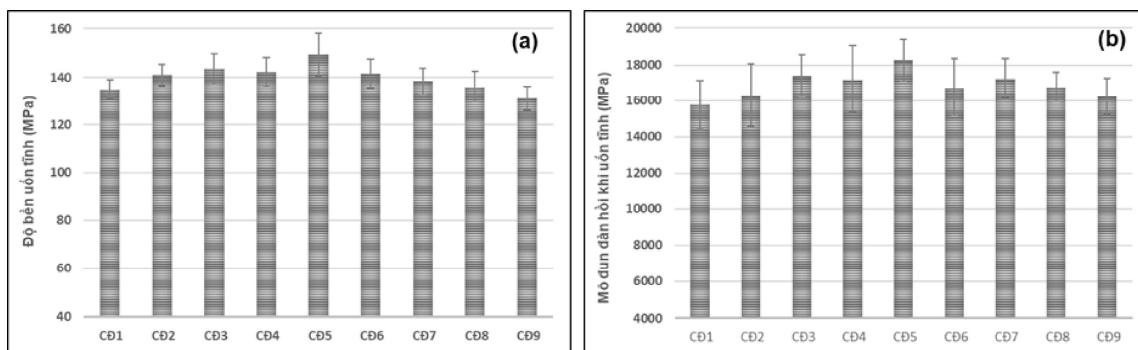 (a)
Độ bền uốn tĩnh (MPa)
160
140
120
100
80
60
40
CĐ1 CĐ2 CĐ3 CĐ4 CĐ5 CĐ6 CĐ7 CĐ8 CĐ9
(b)
Mô đun đàn hồi khi uốn tĩnh (MPa)
20000
18000
16000
14000
12000
10000
8000
6000
4000
CĐ1 CĐ2 CĐ3 CĐ4 CĐ5 CĐ6 CĐ7 CĐ8 CĐ9